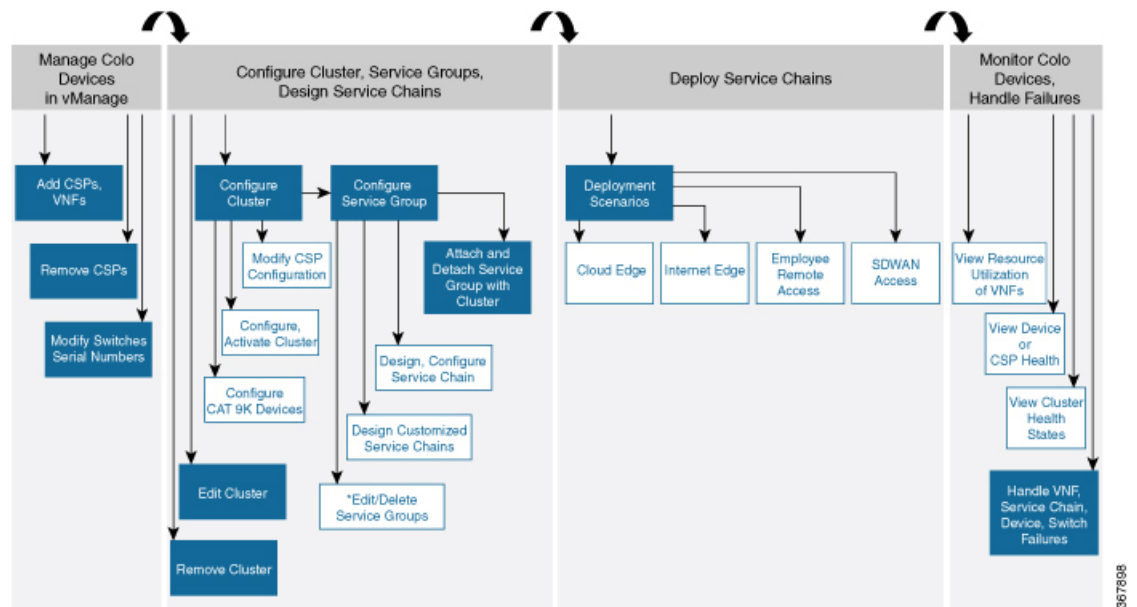 Manage Colo
Devices
in vManage
Configure Cluster, Service Groups,
Design Service Chains
Deploy Service Chains
Monitor Colo
Devices,
Handle Failures
Add CSPs,
VNFs
Remove CSPs
Modify Switches
Serial Numbers
Configure
Cluster
Configure
Service Group
Modify CSP
Configuration
Attach and
Detach Service
Group with
Cluster
Configure,
Activate Cluster
Design, Configure
Service Chain
Configure
CAT 9K Devices
Design Customized
Service Chains
Edit Cluster
*Edit/Delete
Service Groups
Remove Cluster
Deployment
Scenarios
Cloud Edge
Internet Edge
Employee
Remote
Access
SDWAN
Access
View Resource
Utilization
of VNFs
View Device
or
CSP Health
View Cluster
Health
States
Handle VNF,
Service Chain,
Device, Switch
Failures
367898